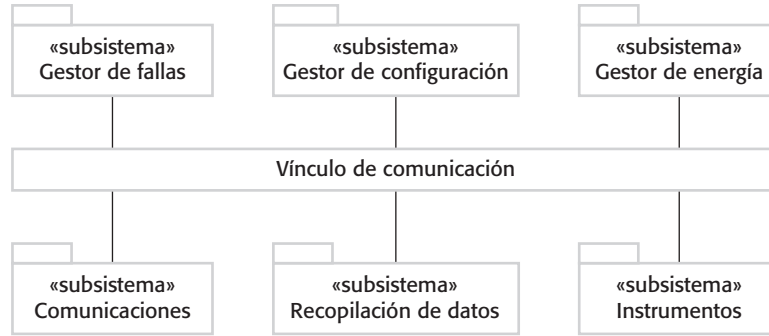 «subsistema»
Gestor de fallas
«subsistema»
Gestor de configuración
«subsistema»
Gestor de energía
Vínculo de comunicación
«subsistema»
Comunicaciones
«subsistema»
Recopilación de datos
«subsistema»
Instrumentos